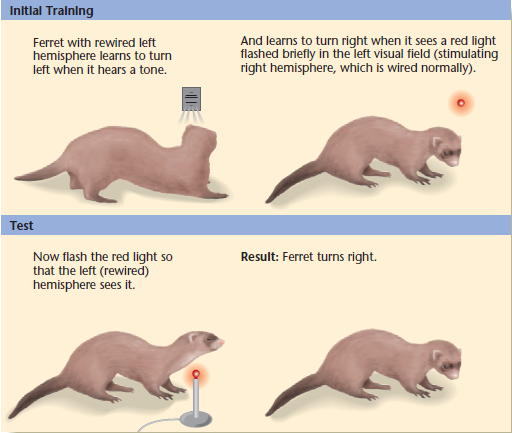 Initial Training
Ferret with rewired left
hemisphere learns to turn
left when it hears a tone.
And learns to turn right when it sees a red light
flashed briefly in the left visual field (stimulating
right hemisphere, which is wired normally).
Test
Now flash the red light so
that the left (rewired)
hemisphere sees it.
Result: Ferret turns right.